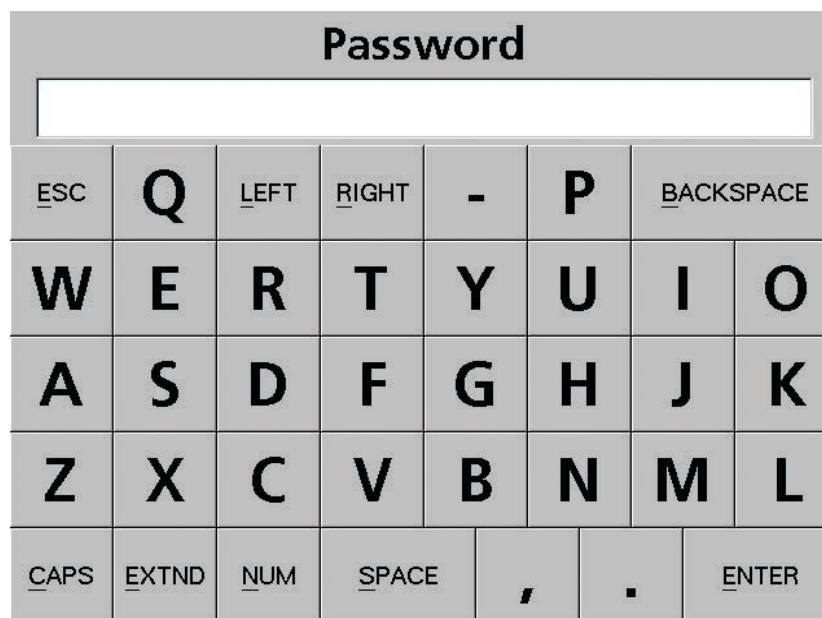 Password
ESC Q LEFT RIGHT - P BACKSPACE
W E R T Y U I O
A S D F G H J K
Z X C V B N M L
CAPS EXTND NUM SPACE , . ENTER